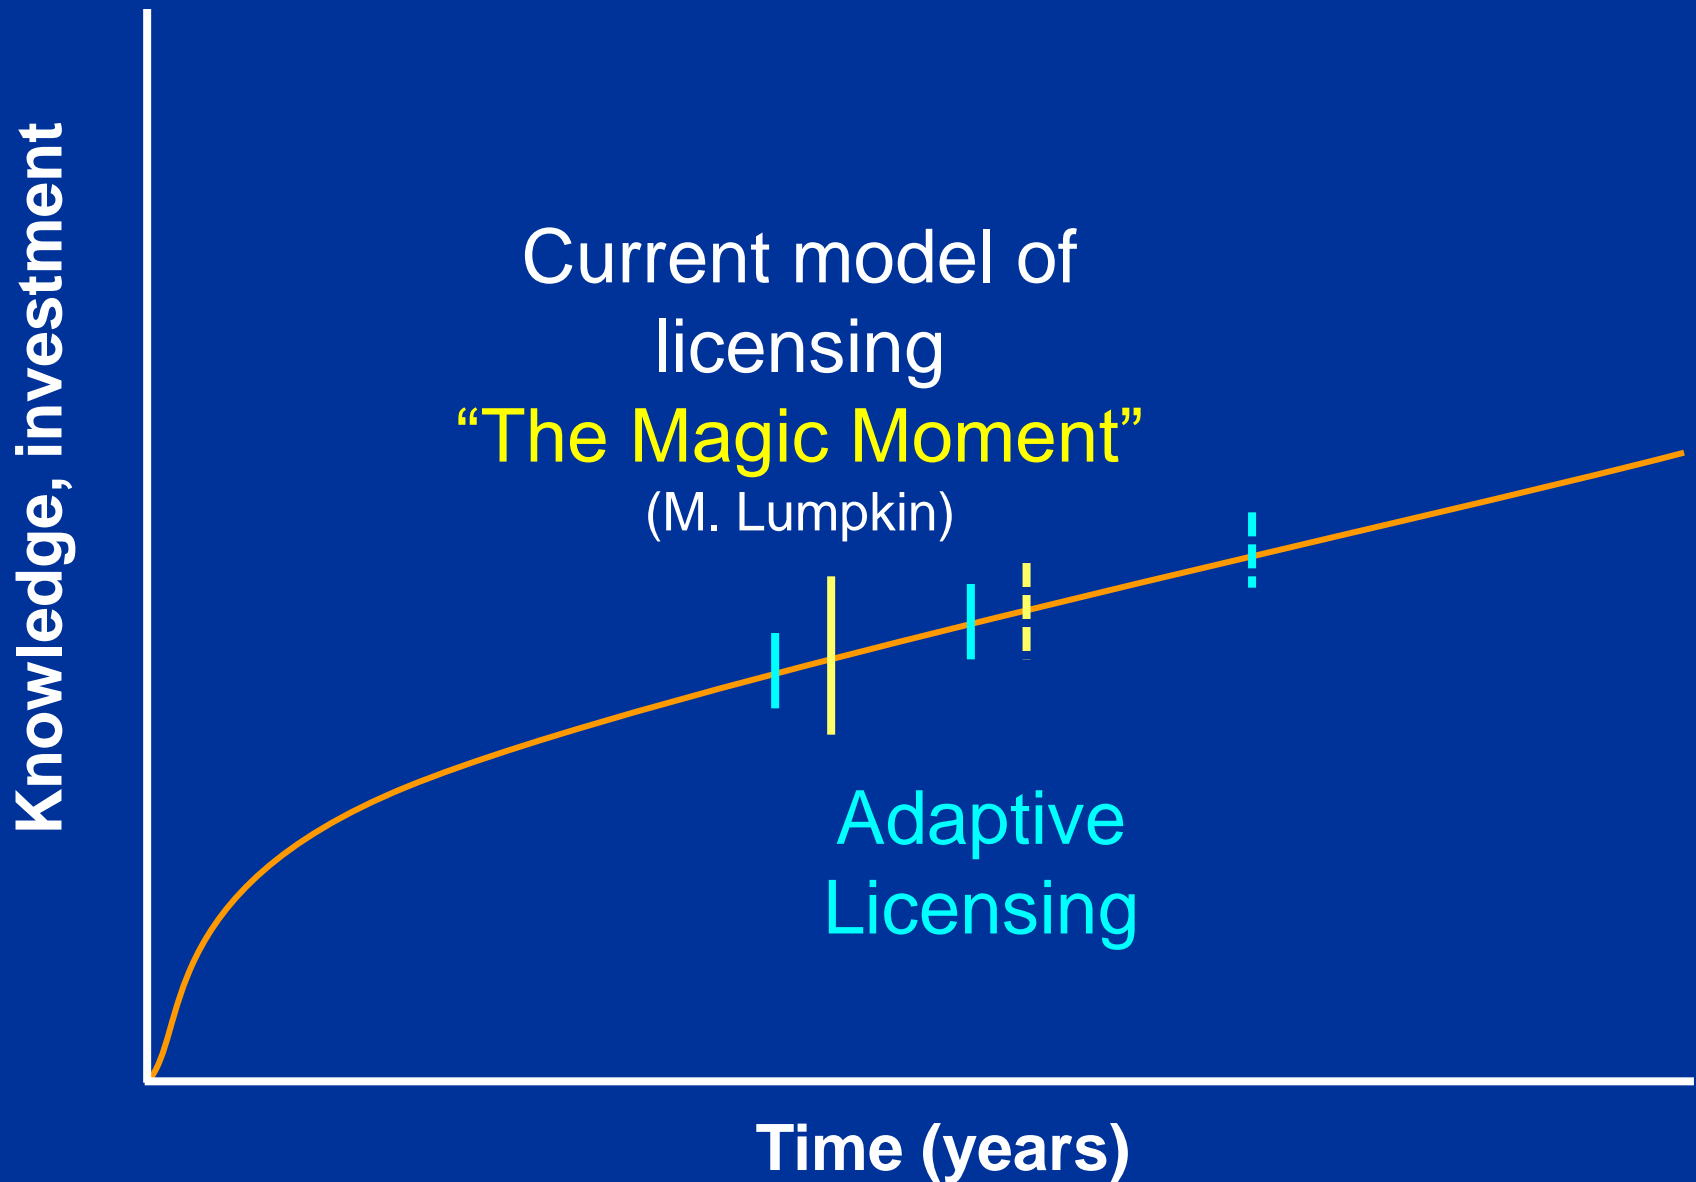 Knowledge, investment
Current model of
licensing
“The Magic Moment”
(M. Lumpkin)
Adaptive
Licensing
Time (years)